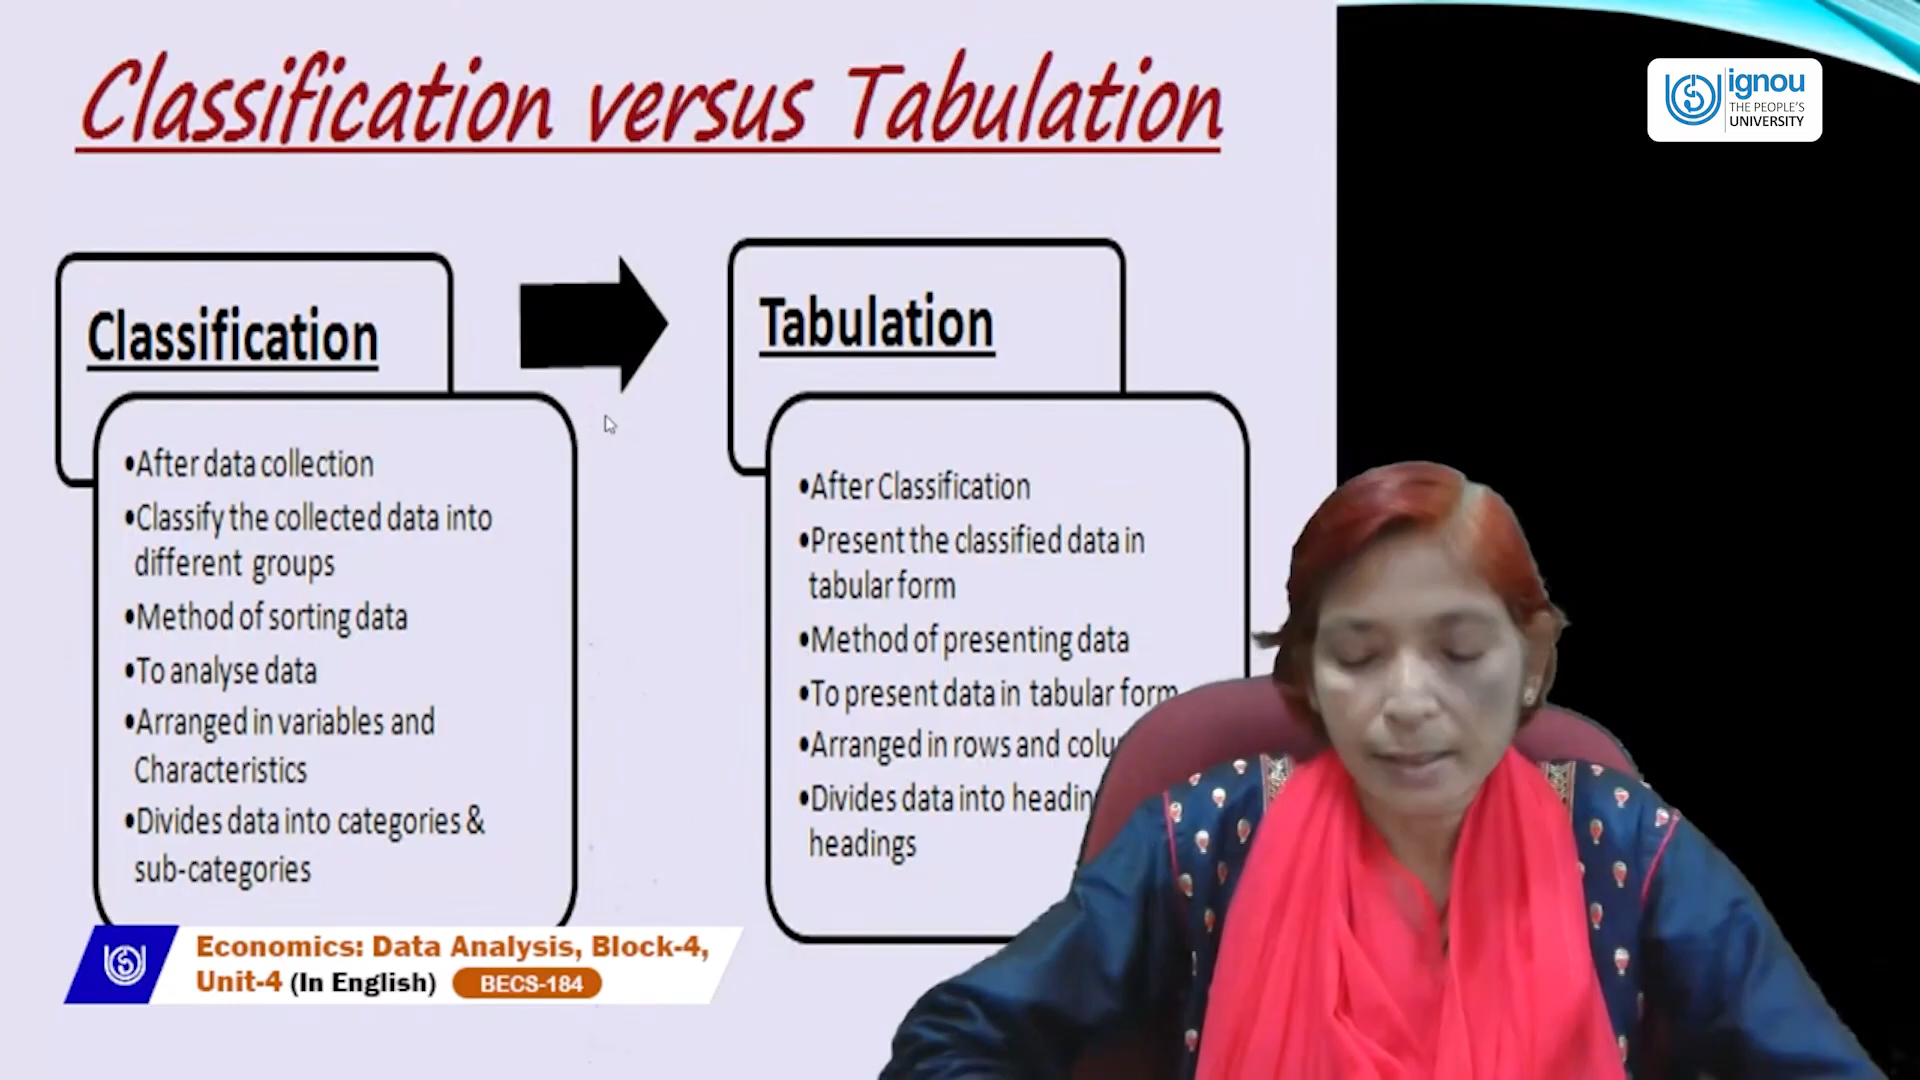 Classification versus Tabulation
ignou
THE PEOPLE'S
UNIVERSITY
Classification
•After data collection
•Classify the collected data into
different groups
•Method of sorting data
•To analyse data
•Arranged in variables and
Characteristics
•Divides data into categories &
sub-categories
Tabulation
•After Classification
•Present the classified data in
tabular form
•Method of presenting data
•To present data in tabular form
•Arranged in rows and
•Divides data into
headings
Economics: Data Analysis, Block-4,
Unit-4 (In English) BECS-184